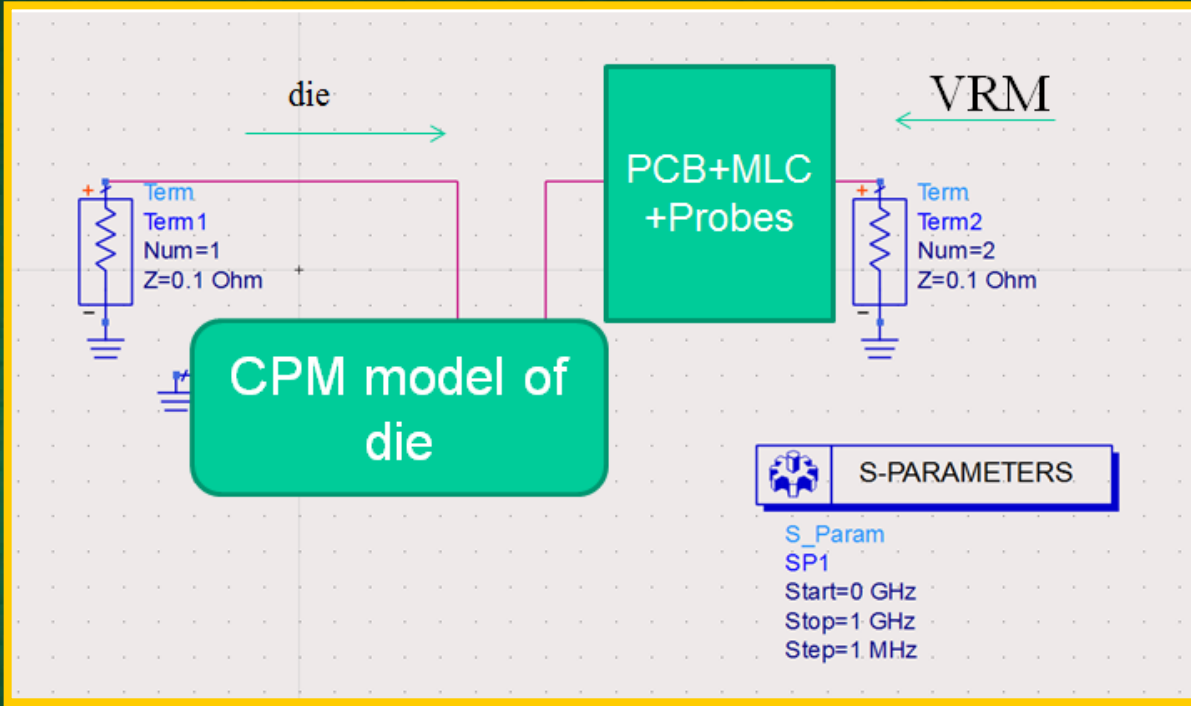 die
VRM
PCB+MLC
+Probes
+
Term
Term1
Num=1
Z=0.1 Ohm
-
+
Term
Term2
Num=2
Z=0.1 Ohm
-
CPM model of
die
S-PARAMETERS
S_Param
SP1
Start=0 GHz
Stop=1 GHz
Step=1 MHz